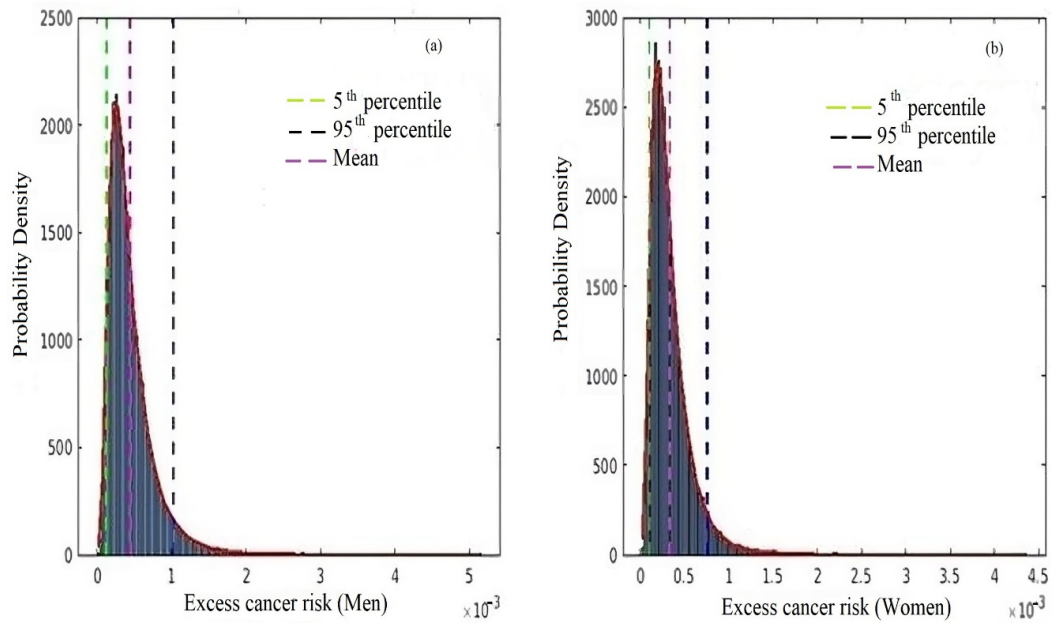 (a)
2500
2000
1500
1000
500
0
Probability Density
5th percentile
95th percentile
Mean
0 1 2 3 4 5
Excess cancer risk (Men)
×10-3
(b)
3000
2500
2000
1500
1000
500
0
Probability Density
5th percentile
95th percentile
Mean
0 0.5 1 1.5 2 2.5 3 3.5 4 4.5
Excess cancer risk (Women)
×10-3